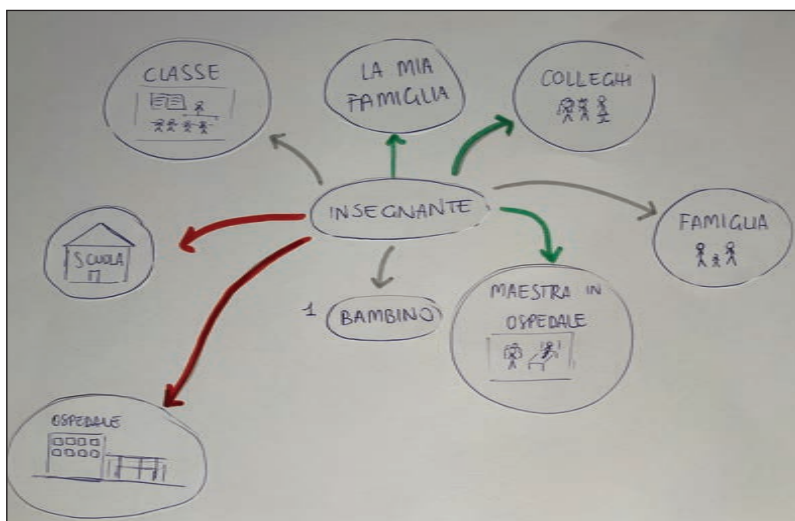 CLASSE
LA MIA
FAMIGLIA
COLLEGHI
INSEGNANTE
SCUOLA
FAMIGLIA
1 BAMBINO
MAESTRA IN
OSPEDALE
OSPEDALE